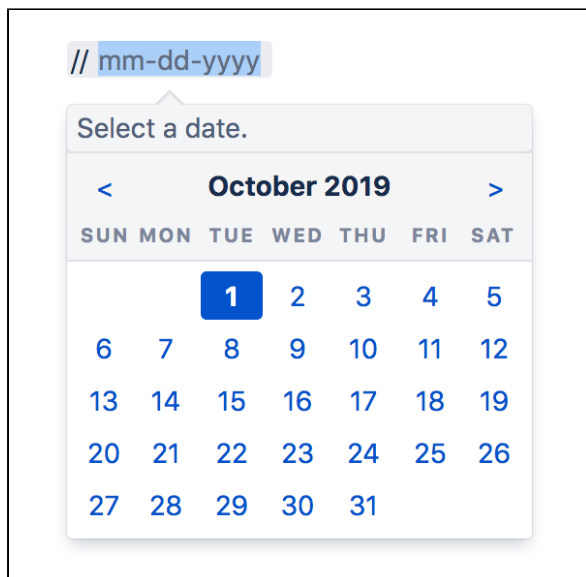 // mm-dd-yyyy
Select a date.
< October 2019 >
SUN MON TUE WED THU FRI SAT
1 2 3 4 5
6 7 8 9 10 11 12
13 14 15 16 17 18 19
20 21 22 23 24 25 26
27 28 29 30 31